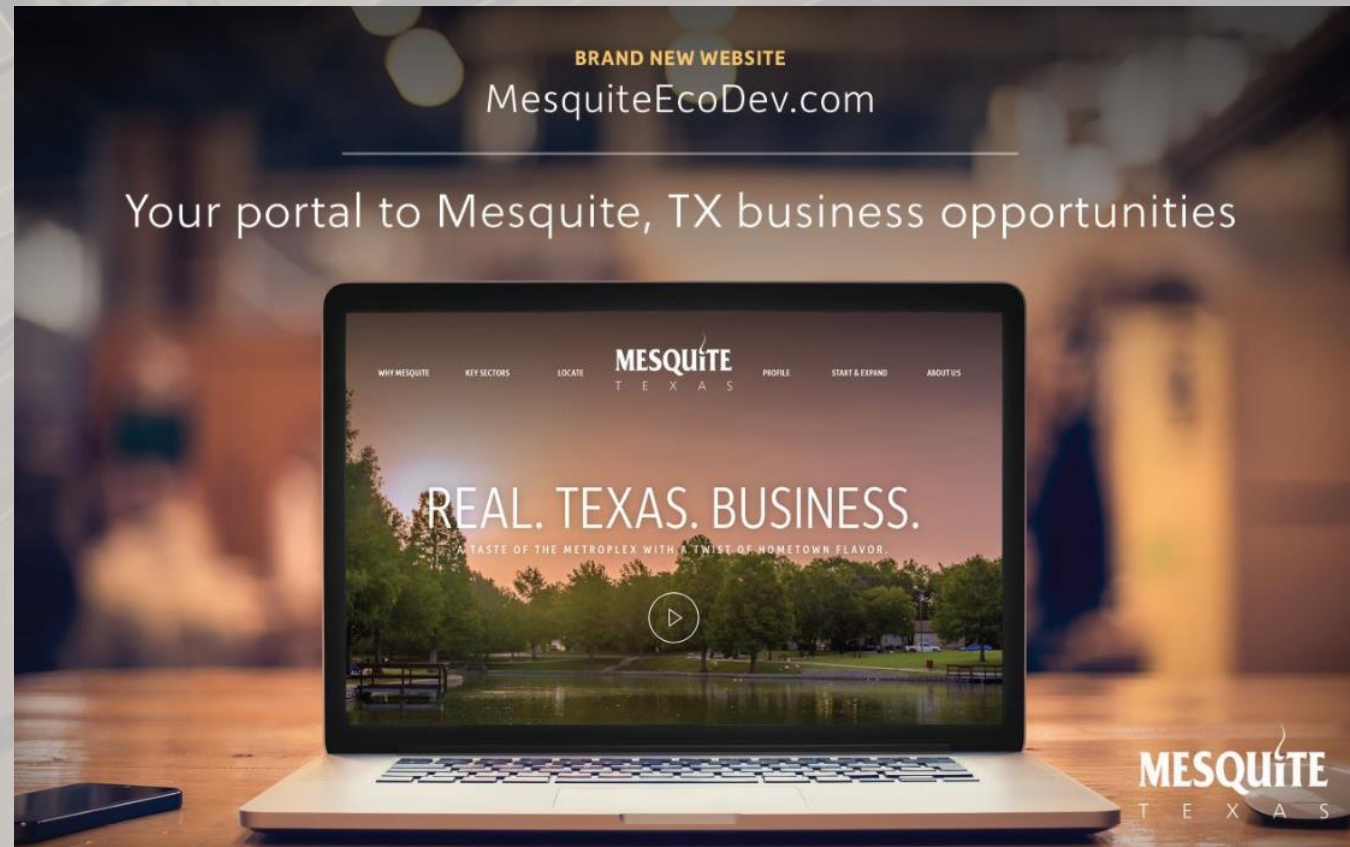 BRAND NEW WEBSITE
MesquiteEcoDev.com
Your portal to Mesquite, TX business opportunities
WHY MESQUITE
KEY SECTORS
LOCATE
MESQUiTE
TEXAS
PROFILE
START & EXPAND
ABOUT US
REAL. TEXAS. BUSINESS.
A TASTE OF THE METROPLEX WITH A TWIST OF HOMETOWN FLAVOR.
MESQUiTE
TEXAS